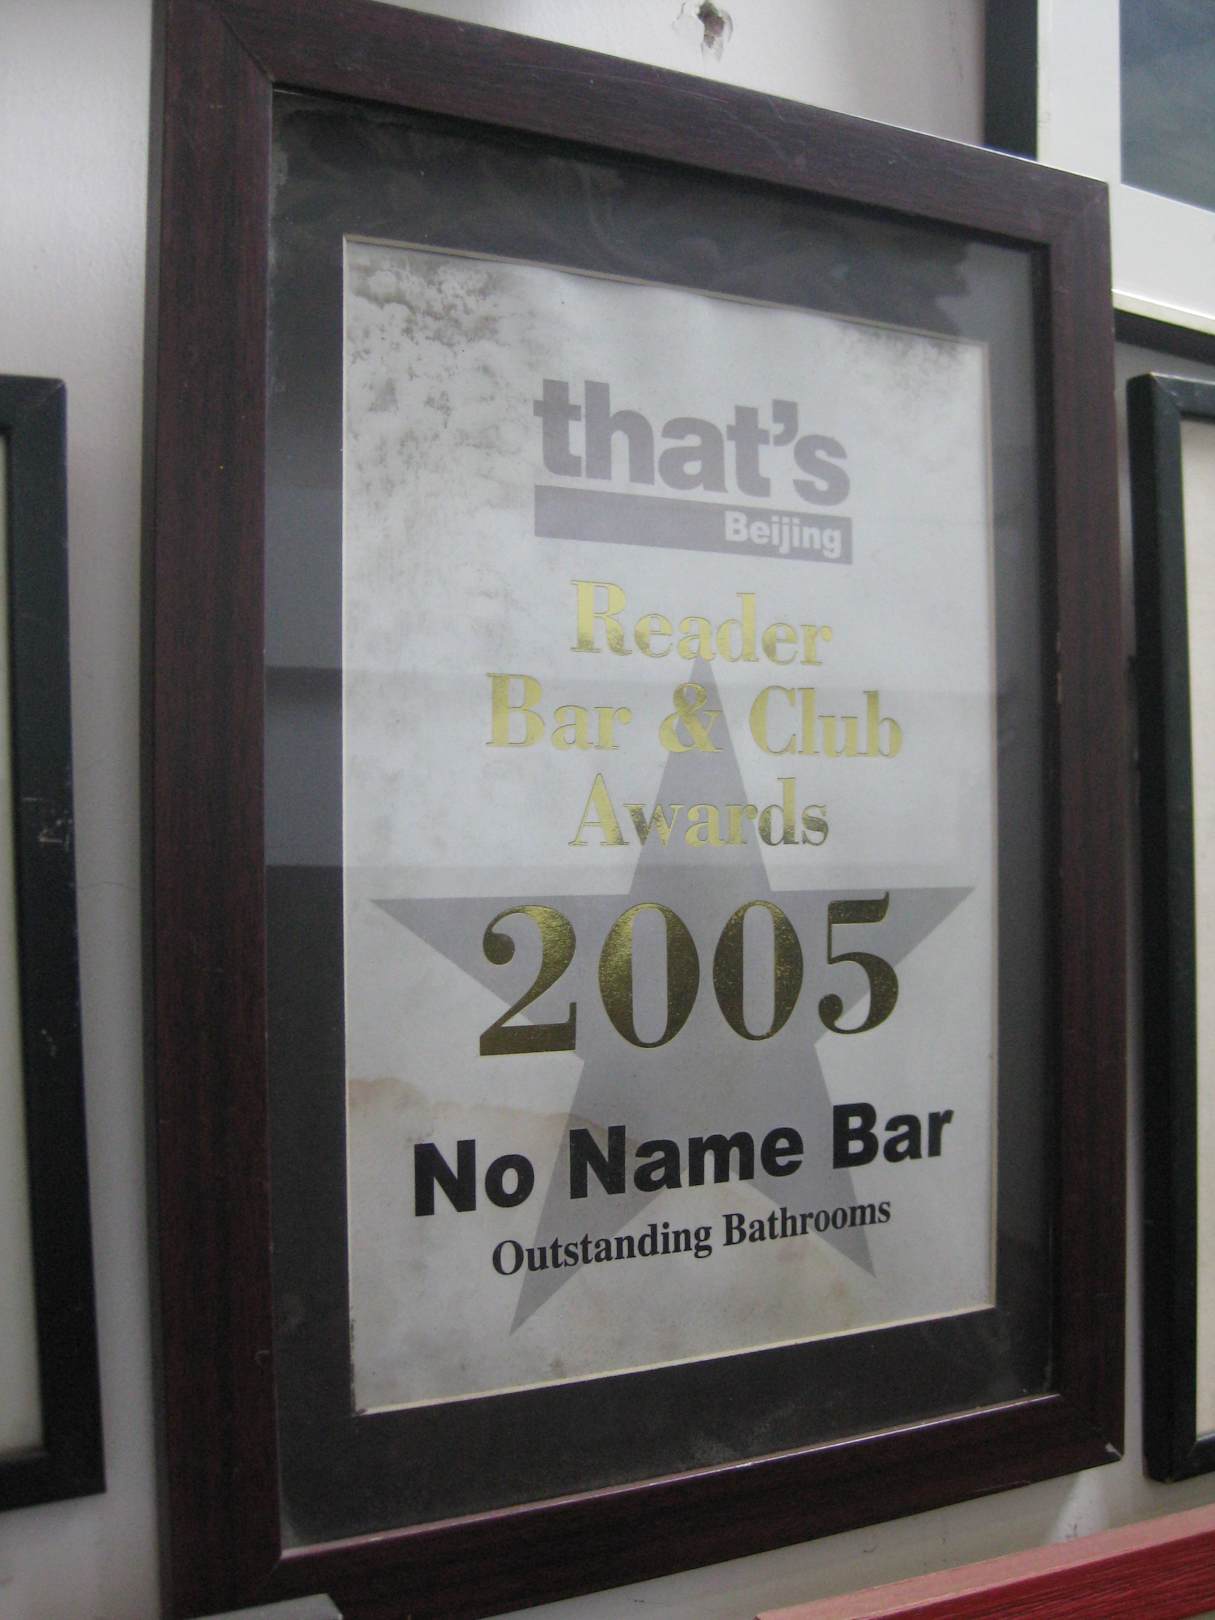 that's
Beijing
Reader
Bar & Club
Awards
2005
No Name Bar
Outstanding Bathrooms